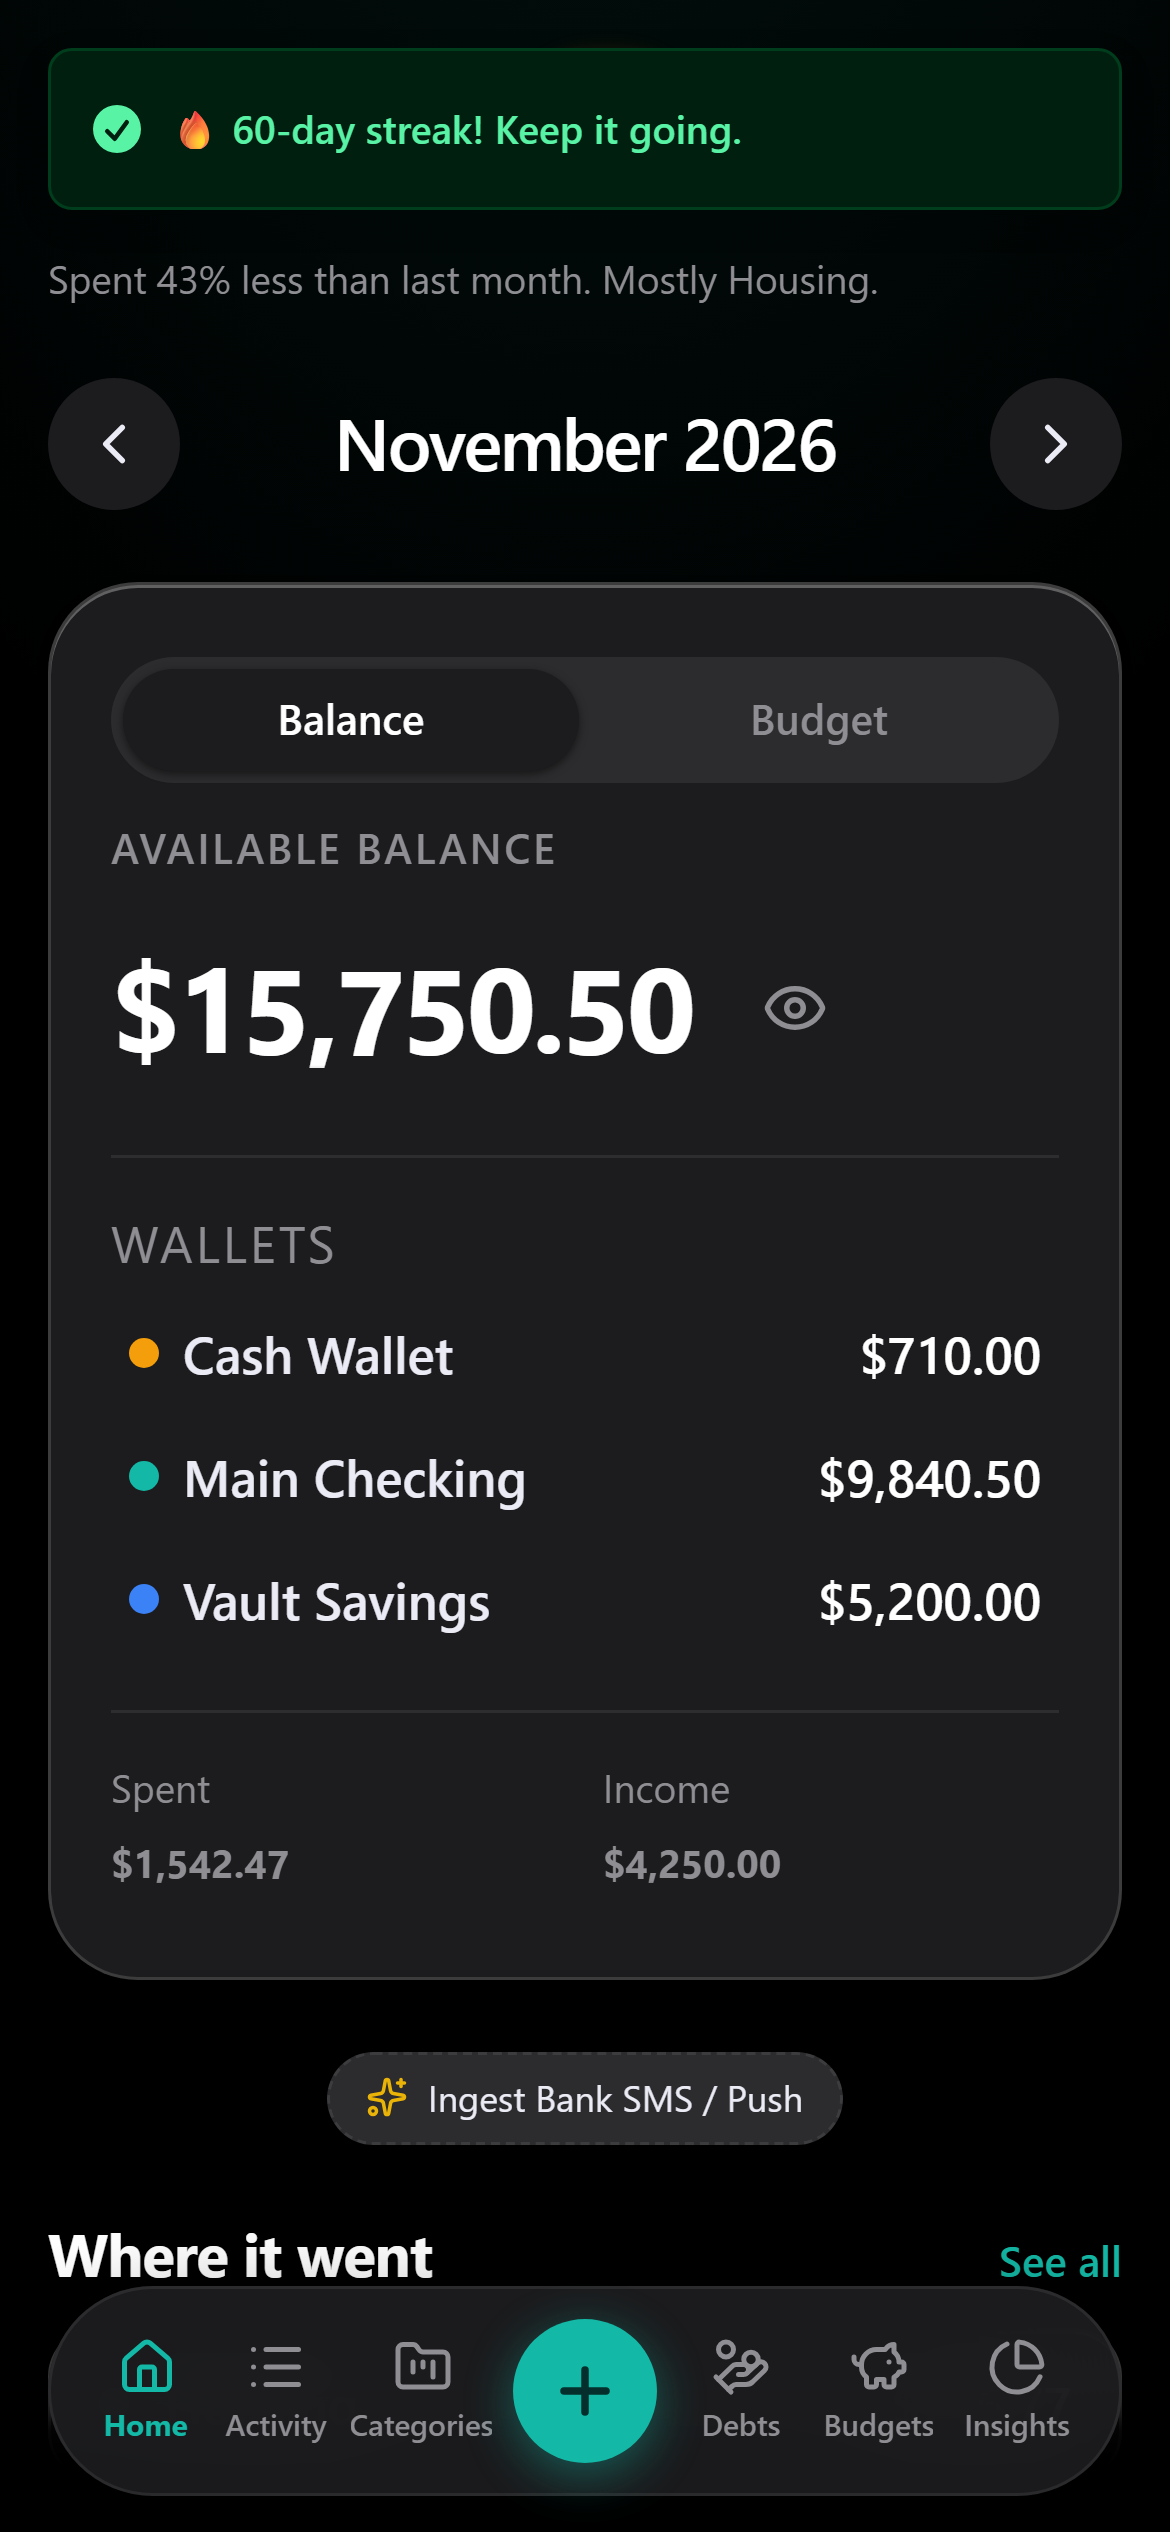 🔥 60-day streak! Keep it going.
Spent 43% less than last month. Mostly Housing.
November 2026
Balance
Budget
AVAILABLE BALANCE
$15,750.50
WALLETS
Cash Wallet
$710.00
Main Checking
$9,840.50
Vault Savings
$5,200.00
Spent
Income
$1,542.47
$4,250.00
Ingest Bank SMS / Push
Where it went
See all
Home
Activity
Categories
Debts
Budgets
Insights